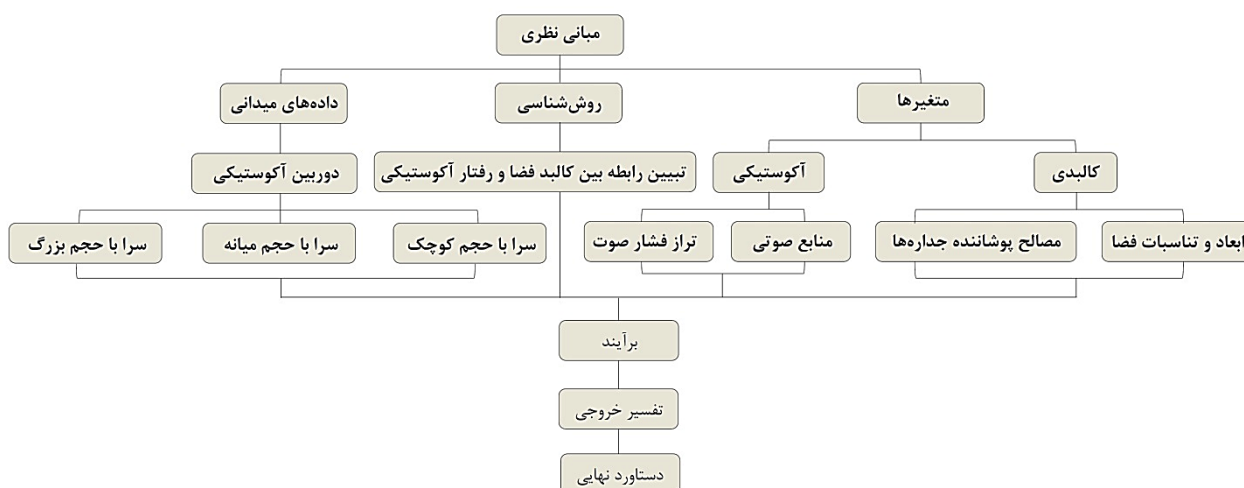 مبانی نظری
متغیرها
روش‌شناسی
داده‌های میدانی
کالبدی
آکوستیکی
تبیین رابطه بین کالبد فضا و رفتار آکوستیکی
دوربین آکوستیکی
ابعاد و تناسبات فضا
مصالح پوشاننده جداره‌ها
منابع صوتی
تراز فشار صوت
سرا با حجم کوچک
سرا با حجم میانه
سرا با حجم بزرگ
برآیند
تفسیر خروجی
دستاورد نهایی